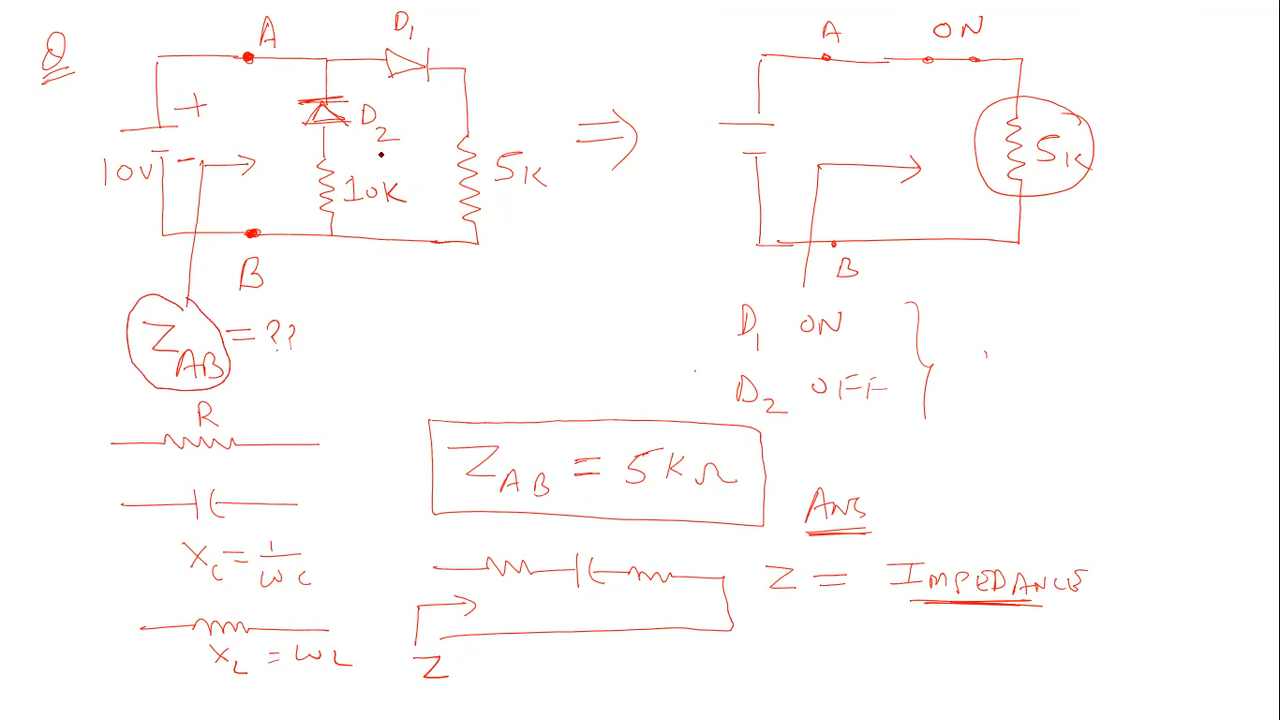 Q
A
D1
+
D2
10V
-
10K
5K
B
ZAB = ??
⇒
A
ON
5K
B
D1 ON
D2 OFF
R
ZAB = 5KΩ
ANS
XC = 1/ωC
Z = IMPEDANCE
XL = ωL
Z